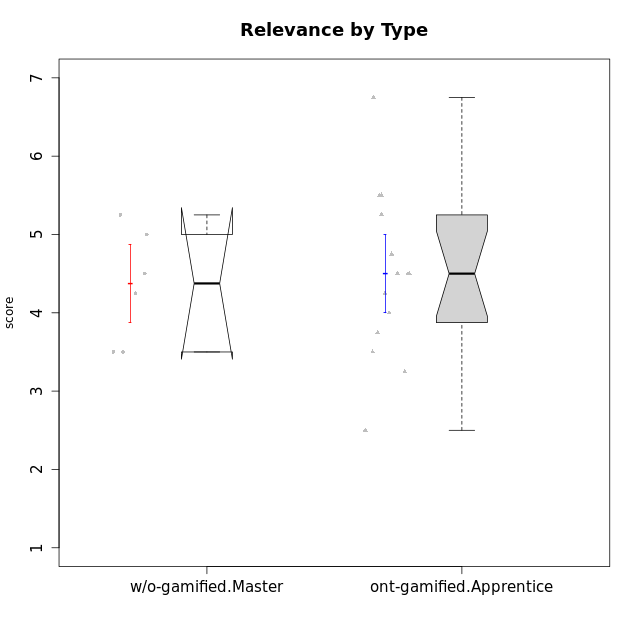 Relevance by Type
score
7
6
5
4
3
2
1
w/o-gamified.Master
ont-gamified.Apprentice